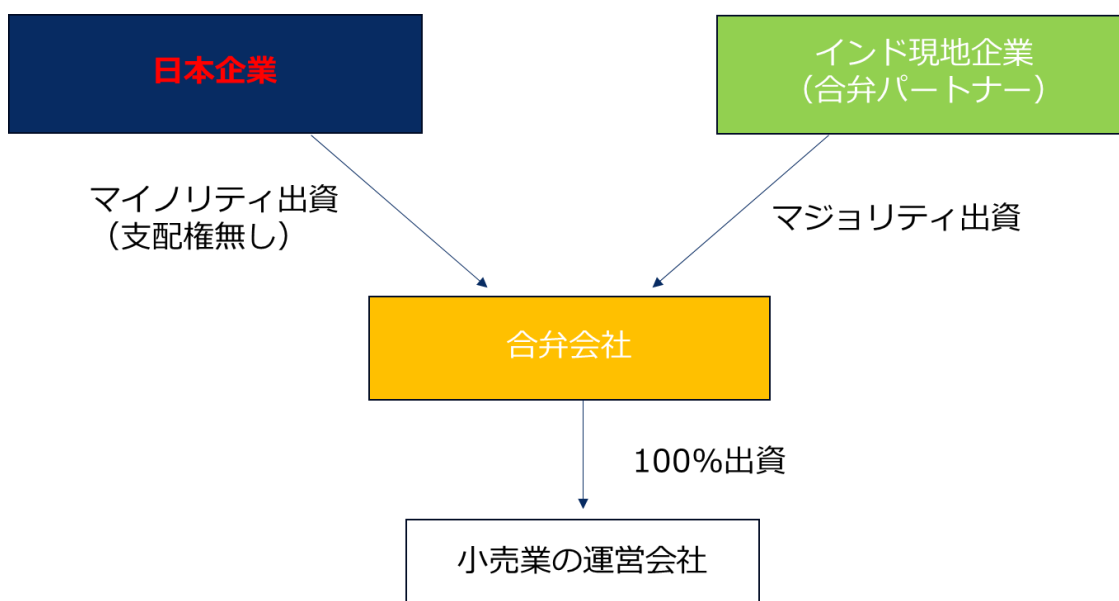 日本企業
インド現地企業
（合弁パートナー）
マイノリティ出資
（支配権無し）
マジョリティ出資
合弁会社
100%出資
小売業の運営会社